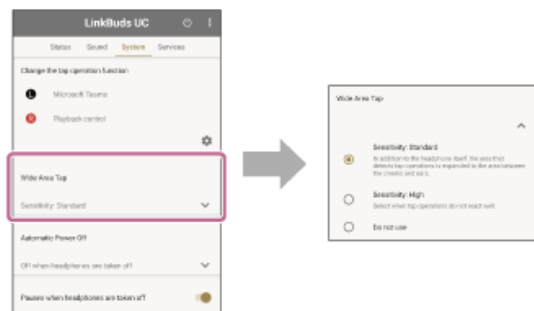 LinkBuds UC
Status Sound System Services
Change the tap operation function
L Microsoft Teams
R Playback control
Wide Area Tap
Sensitivity: Standard
Automatic Power Off
Off when headphones are taken off
Pauses when headphones are taken off
Wide Area Tap
Sensitivity: Standard
In addition to the headphone itself, the area that
detects tap operations is expanded to the area between
the cheeks and ears.
Sensitivity: High
Select when tap operations do not react well.
Do not use